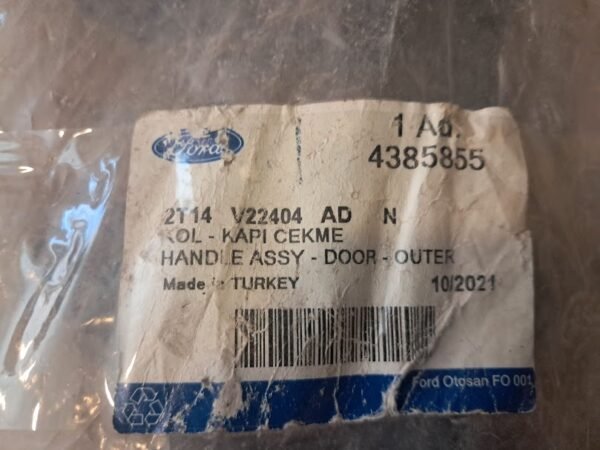 Ford
1 Ad.
4385855
2T14 V22404 AD N
KOL - KAPI CEKME
HANDLE ASSY - DOOR - OUTER
Made in TURKEY 10/2021
Ford Otosan FO 001